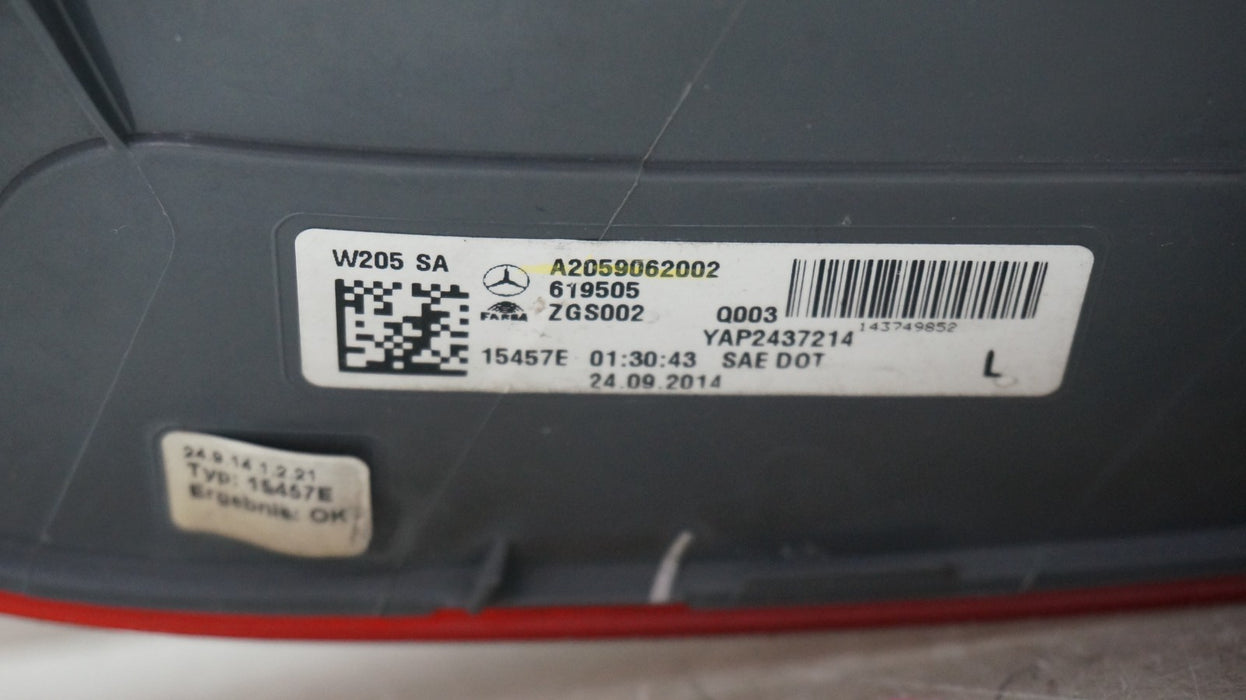 W205 SA
A2059062002
619505
FARBA ZGS002
Q003
143749852
YAP2437214
15457E 01:30:43 SAE DOT
24.09.2014
L
24.9.14 1.2.21
Typ: 15457E
Ergebnis: OK